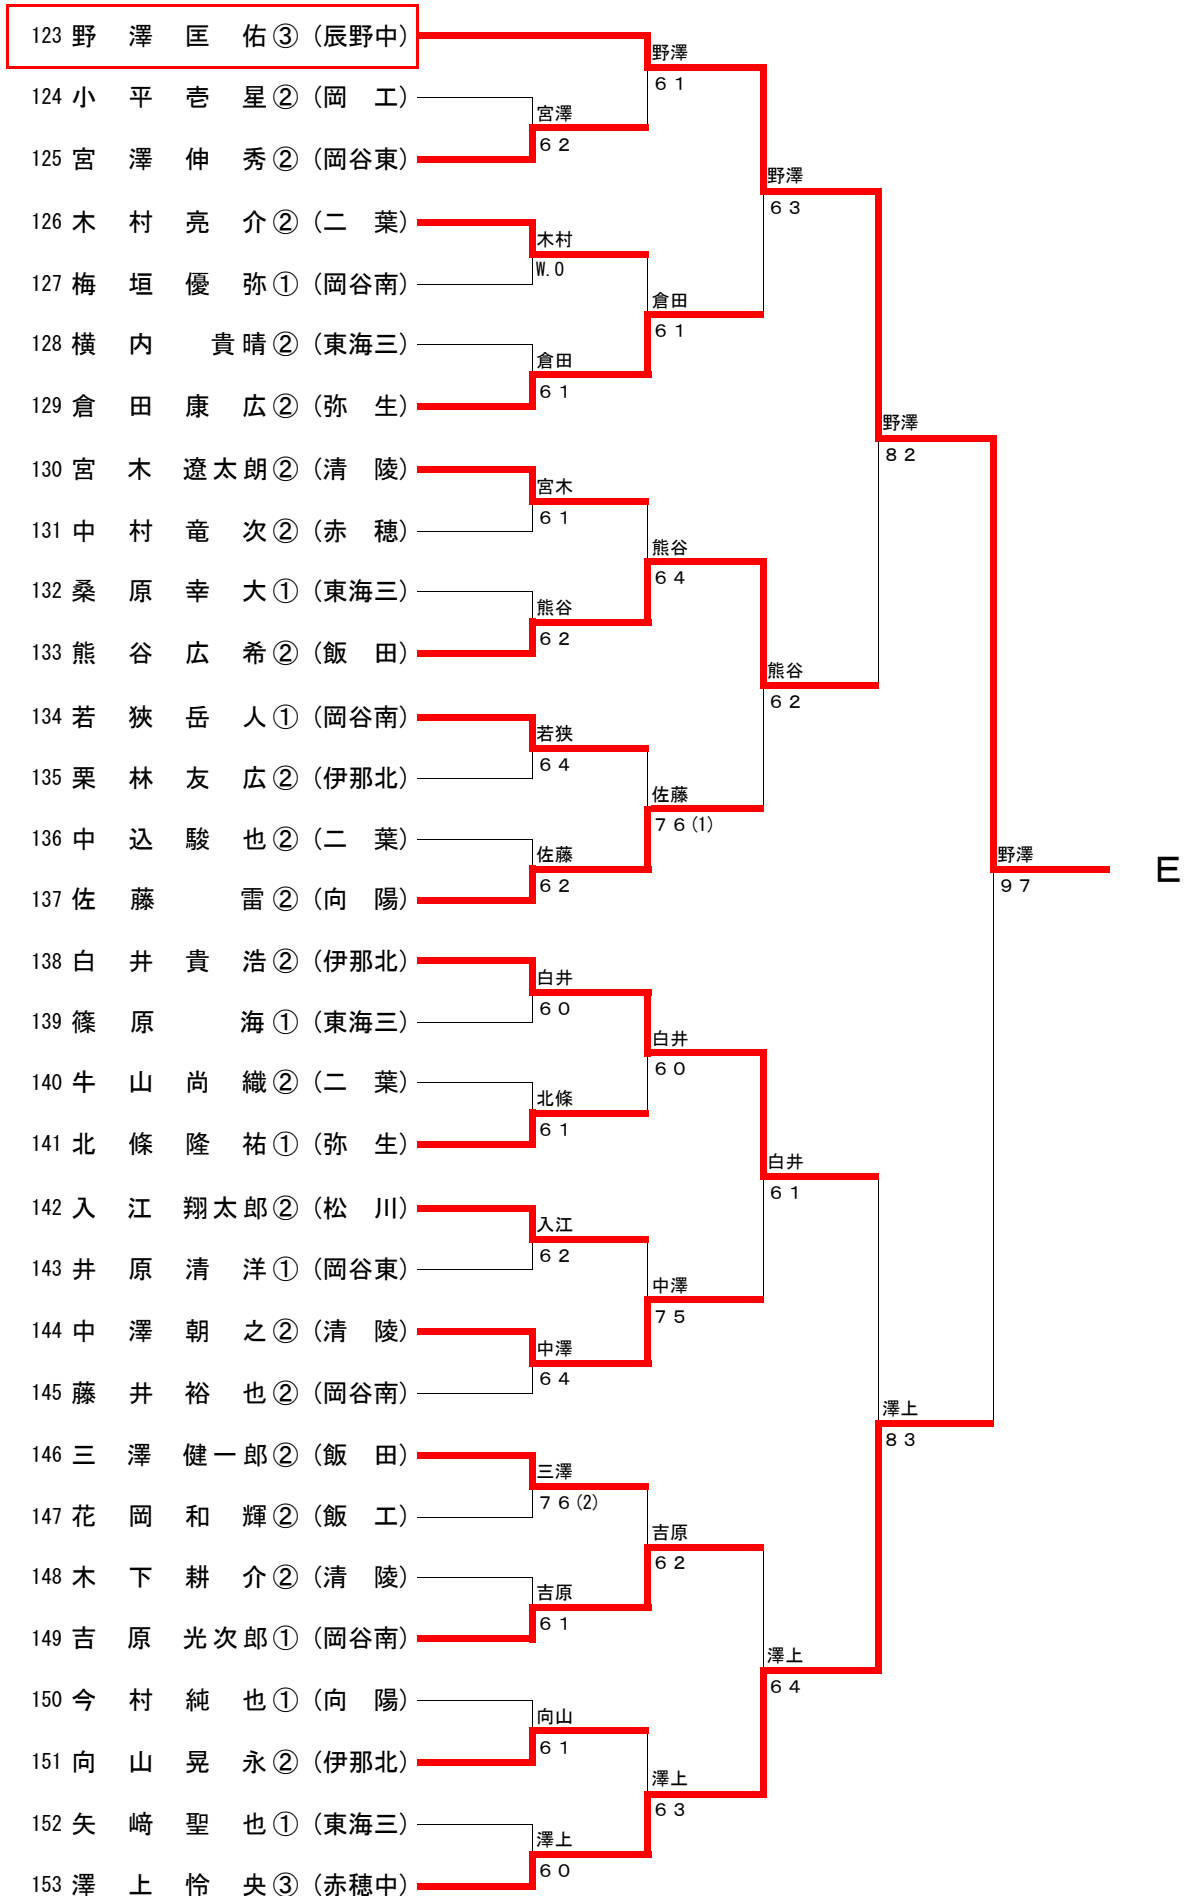 123 野 澤 匡 佑③ (辰野中)
野澤
61
124 小 平 壱 星② (岡 工)
宮澤
62
125 宮 澤 伸 秀② (岡谷東)
野澤
63
126 木 村 亮 介② (二 葉)
木村
W.0
127 梅 垣 優 弥① (岡谷南)
倉田
61
128 横 内 貴晴② (東海三)
倉田
61
129 倉 田 康 広② (弥 生)
野澤
82
130 宮 木 遼太朗② (清 陵)
宮木
61
131 中 村 竜 次② (赤 穂)
熊谷
64
132 桑 原 幸 大① (東海三)
熊谷
62
133 熊 谷 広 希② (飯 田)
熊谷
62
134 若 狹 岳 人① (岡谷南)
若狭
64
135 栗 林 友 広② (伊那北)
佐藤
76(1)
136 中 込 駿 也② (二 葉)
佐藤
62
137 佐 藤 雷② (向 陽)
野澤
97
E
138 白 井 貴 浩② (伊那北)
白井
60
139 篠 原 海① (東海三)
白井
60
140 牛 山 尚 織② (二 葉)
北條
61
141 北 條 隆 祐① (弥 生)
白井
61
142 入 江 翔太郎② (松 川)
入江
62
143 井 原 清 洋① (岡谷東)
中澤
75
144 中 澤 朝 之② (清 陵)
中澤
64
145 藤 井 裕 也② (岡谷南)
澤上
83
146 三 澤 健一郎② (飯 田)
三澤
76(2)
147 花 岡 和 輝② (飯 工)
吉原
62
148 木 下 耕 介② (清 陵)
吉原
61
149 吉 原 光次郎① (岡谷南)
澤上
64
150 今 村 純 也① (向 陽)
向山
61
151 向 山 晃 永② (伊那北)
澤上
63
152 矢 﨑 聖 也① (東海三)
澤上
60
153 澤 上 怜 央③ (赤穂中)